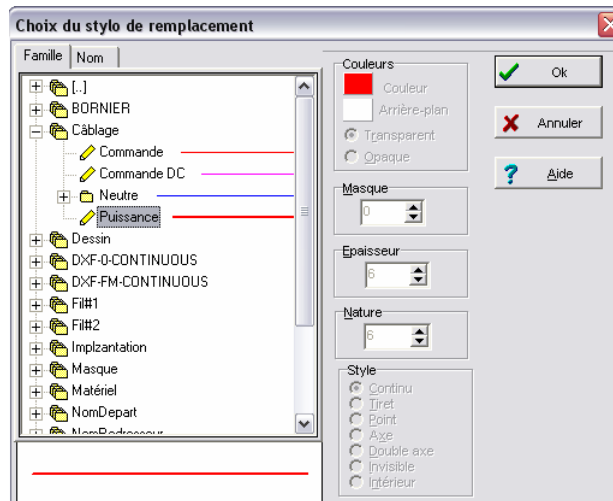 Choix du stylo de remplacement
Famille
Nom
[..]
BORNIER
Câblage
Commande
Commande DC
Neutre
Puissance
Dessin
DXF-0-CONTINUOUS
DXF-FM-CONTINUOUS
Fil#1
Fil#2
Implzantation
Masque
Matériel
NomDepart
NomRedresseur
Couleurs
Couleur
Arrière-plan
Transparent
Opaque
Masque
0
Epaisseur
6
Nature
6
Style
Continu
Tiret
Point
Axe
Double axe
Invisible
Intérieur
Ok
Annuler
Aide